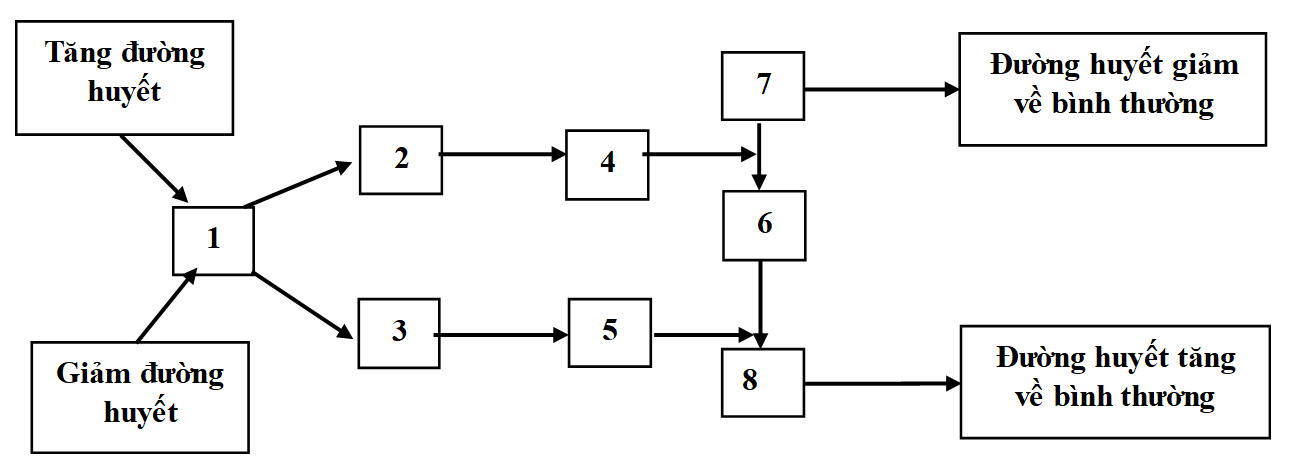 Tăng đường
huyết
7
Đường huyết giảm
về bình thường
2
4
1
6
3
5
8
Giảm đường
huyết
Đường huyết tăng
về bình thường